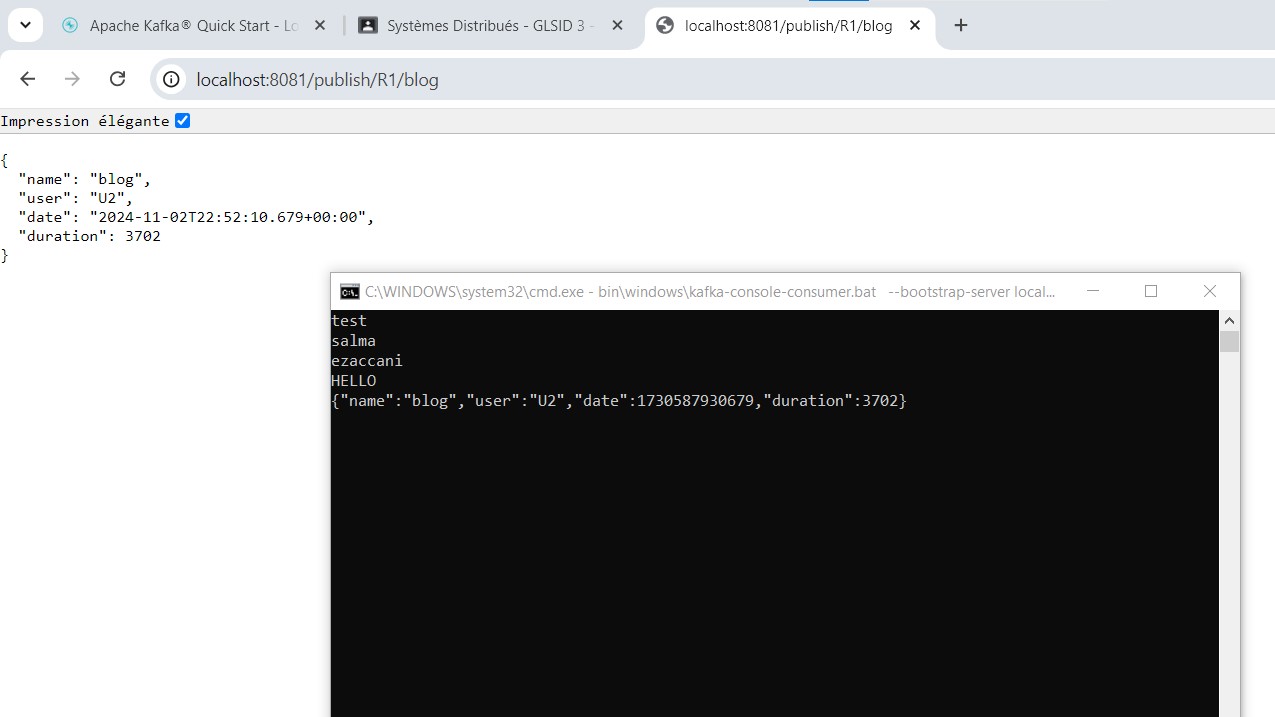 Apache Kafka® Quick Start - Lo
Systèmes Distribués - GLSID 3 -
localhost:8081/publish/R1/blog
localhost:8081/publish/R1/blog
Impression élégante
{
"name": "blog",
"user": "U2",
"date": "2024-11-02T22:52:10.679+00:00",
"duration": 3702
}
C:\WINDOWS\system32\cmd.exe - bin\windows\kafka-console-consumer.bat --bootstrap-server local...
test
salma
ezaccani
HELLO
{"name":"blog","user":"U2","date":1730587930679,"duration":3702}